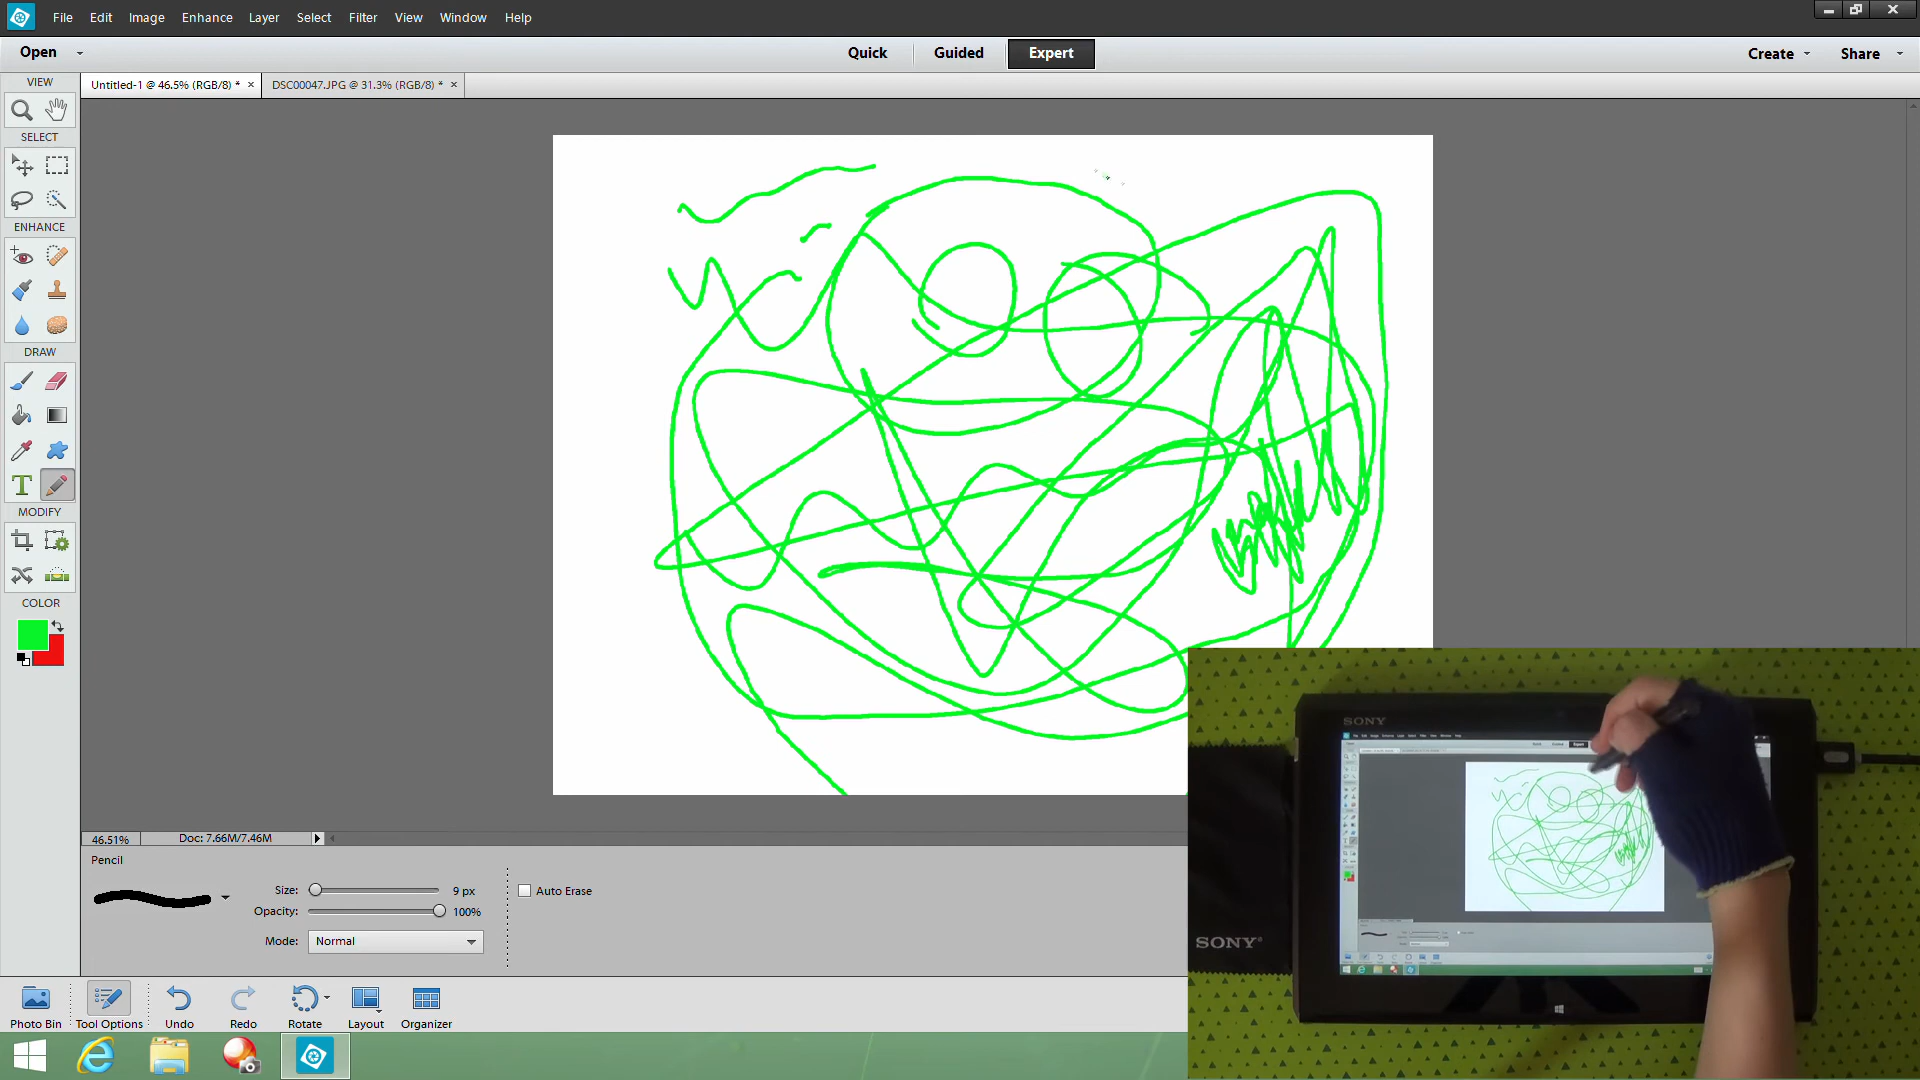 File Edit Image Enhance Layer Select Filter View Window Help
Open Quick Guided Expert Create Share
Untitled-1 @ 46.5% (RGB/8) * × DSC00047.JPG @ 31.3% (RGB/8) * ×
VIEW
SELECT
ENHANCE
DRAW
T
MODIFY
COLOR
SONY
SONY
46.51% Doc: 7.66M/7.46M
Pencil
Size: 9 px Auto Erase
Opacity: 100%
Mode: Normal
Photo Bin Tool Options Undo Redo Rotate Layout Organizer